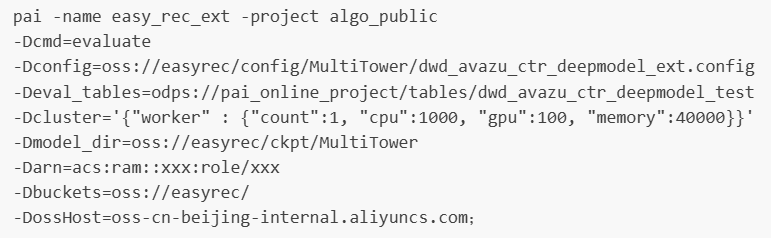 pai -name easy_rec_ext -project algo_public
-Dcmd=evaluate
-Dconfig=oss://easyrec/config/MultiTower/dwd_avazu_ctr_deepmodel_ext.config
-Deval_tables=odps://pai_online_project/tables/dwd_avazu_ctr_deepmodel_test
-Dcluster='{"worker" : {"count":1, "cpu":1000, "gpu":100, "memory":40000}}'
-Dmodel_dir=oss://easyrec/ckpt/MultiTower
-Darn=acs:ram::xxx:role/xxx
-Dbuckets=oss://easyrec/
-DossHost=oss-cn-beijing-internal.aliyuncs.com;